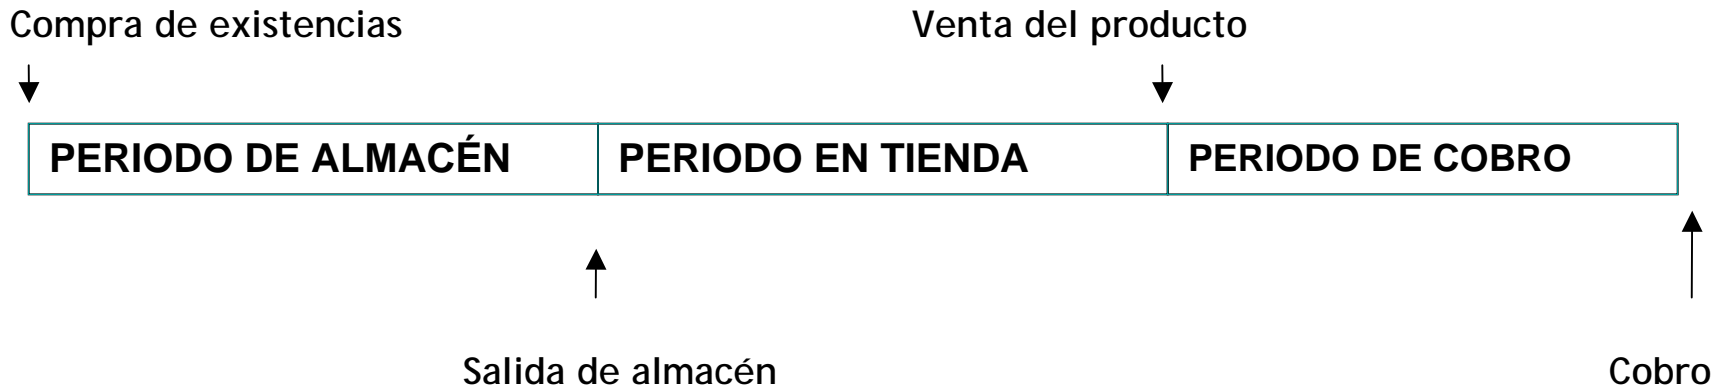 Compra de existencias
Venta del producto
PERIODO DE ALMACÉN
PERIODO EN TIENDA
PERIODO DE COBRO
Salida de almacén
Cobro